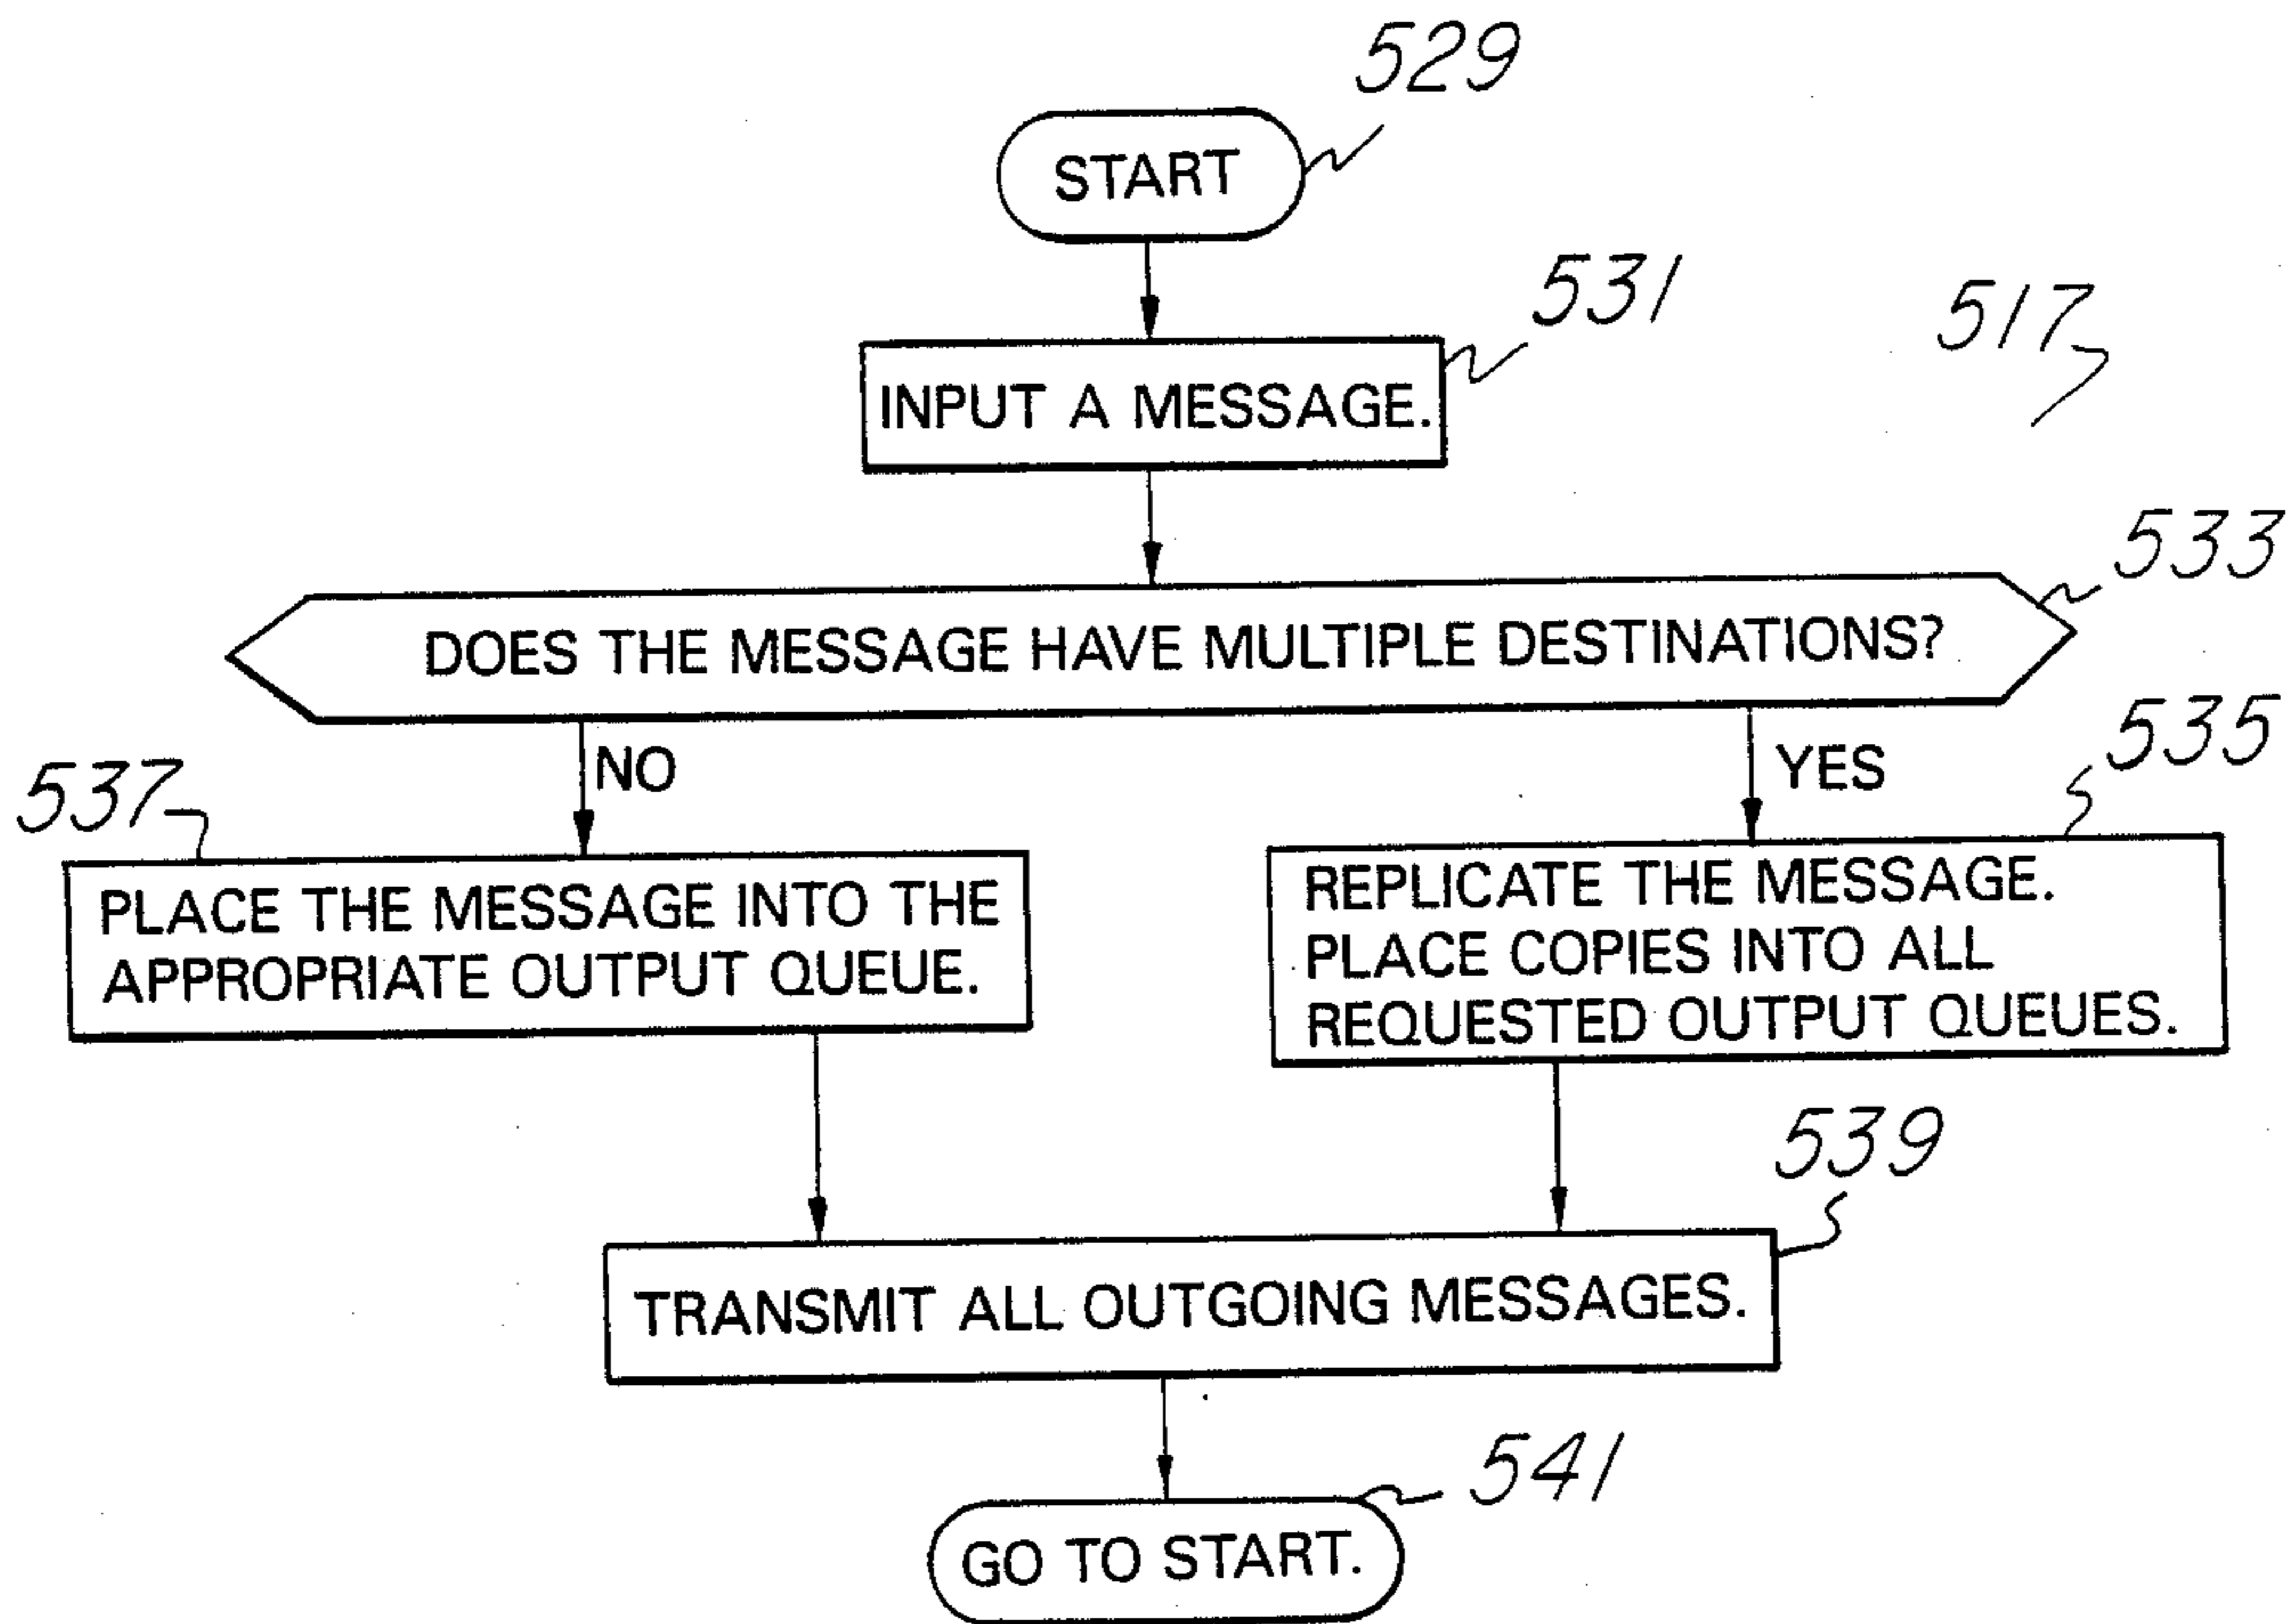 529
START
531
INPUT A MESSAGE.
517
533
DOES THE MESSAGE HAVE MULTIPLE DESTINATIONS?
NO
YES
535
537
PLACE THE MESSAGE INTO THE
APPROPRIATE OUTPUT QUEUE.
REPLICATE THE MESSAGE.
PLACE COPIES INTO ALL
REQUESTED OUTPUT QUEUES.
539
TRANSMIT ALL OUTGOING MESSAGES.
541
GO TO START.